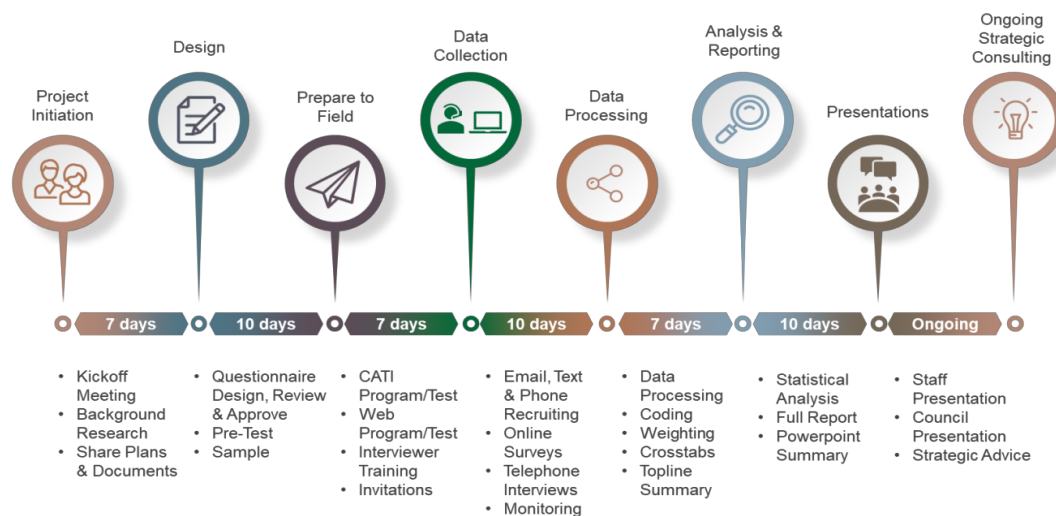 Project
Initiation
Design
Prepare to
Field
Data
Collection
Data
Processing
Analysis &
Reporting
Presentations
Ongoing
Strategic
Consulting
7 days
10 days
7 days
10 days
7 days
10 days
Ongoing
• Kickoff
Meeting
• Background
Research
• Share Plans
& Documents
• Questionnaire
Design, Review
& Approve
• Pre-Test
• Sample
• CATI
Program/Test
• Web
Program/Test
• Interviewer
Training
• Invitations
• Email, Text
& Phone
Recruiting
• Online
Surveys
• Telephone
Interviews
• Monitoring
• Data
Processing
• Coding
• Weighting
• Crosstabs
• Topline
Summary
• Statistical
Analysis
• Full Report
• Powerpoint
Summary
• Staff
Presentation
• Council
Presentation
• Strategic Advice